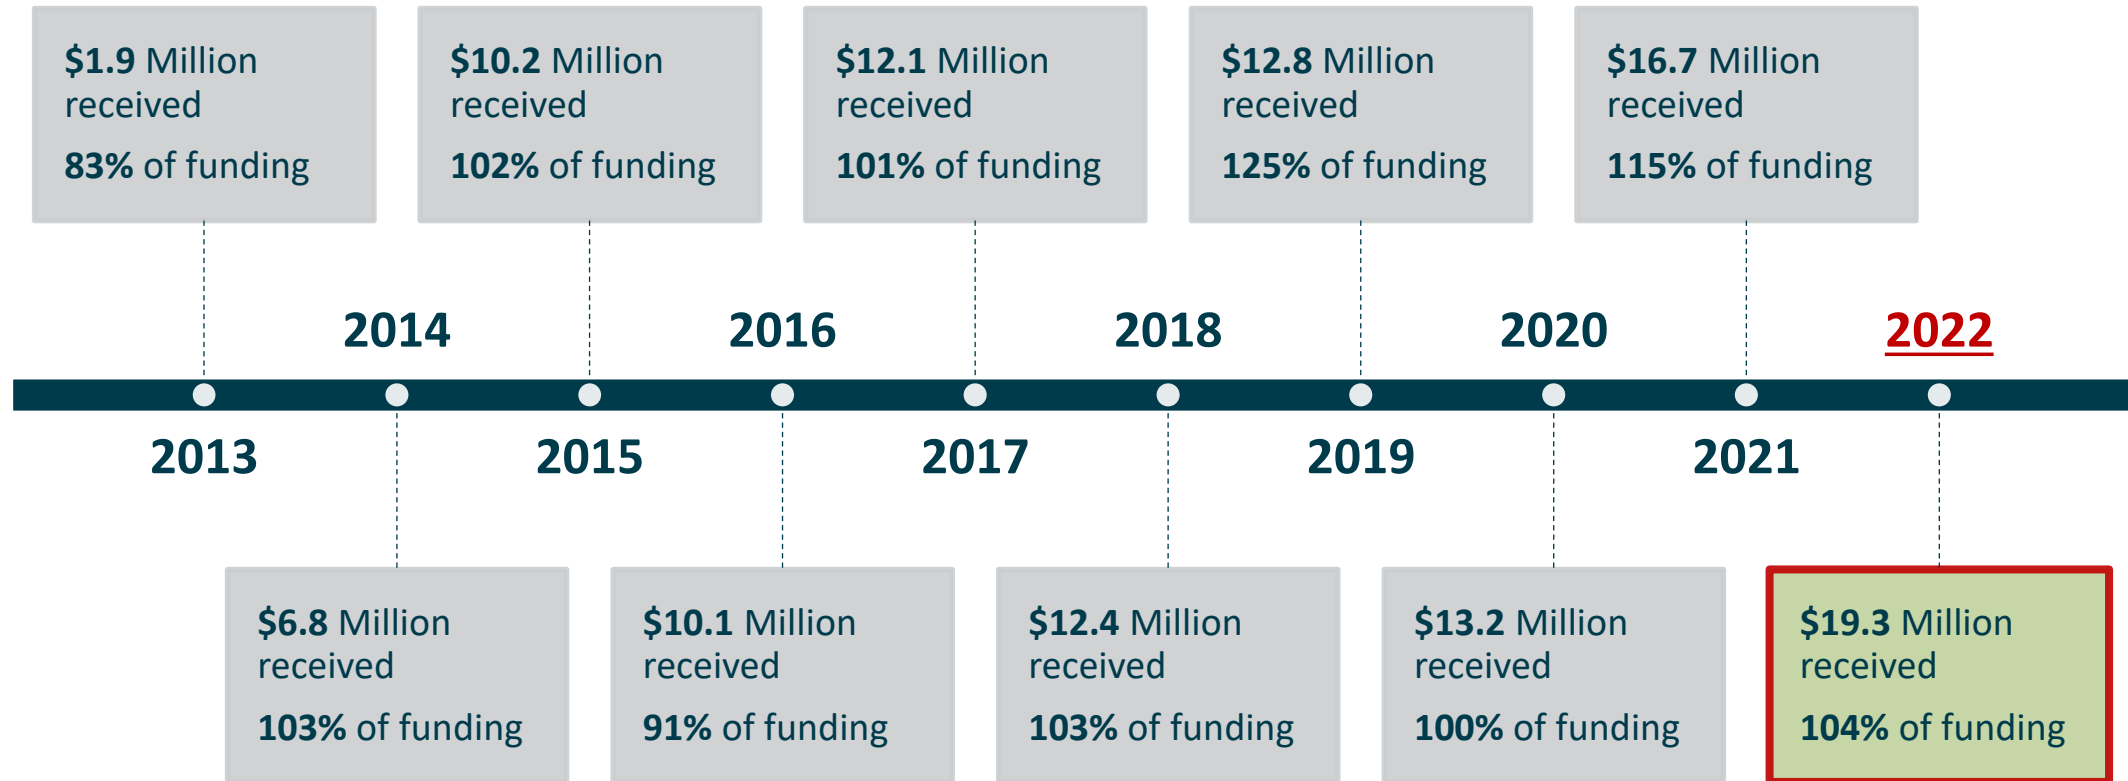 $1.9 Million
received
83% of funding
$10.2 Million
received
102% of funding
$12.1 Million
received
101% of funding
$12.8 Million
received
125% of funding
$16.7 Million
received
115% of funding
2014
2016
2018
2020
2022
2013
2015
2017
2019
2021
$6.8 Million
received
103% of funding
$10.1 Million
received
91% of funding
$12.4 Million
received
103% of funding
$13.2 Million
received
100% of funding
$19.3 Million
received
104% of funding